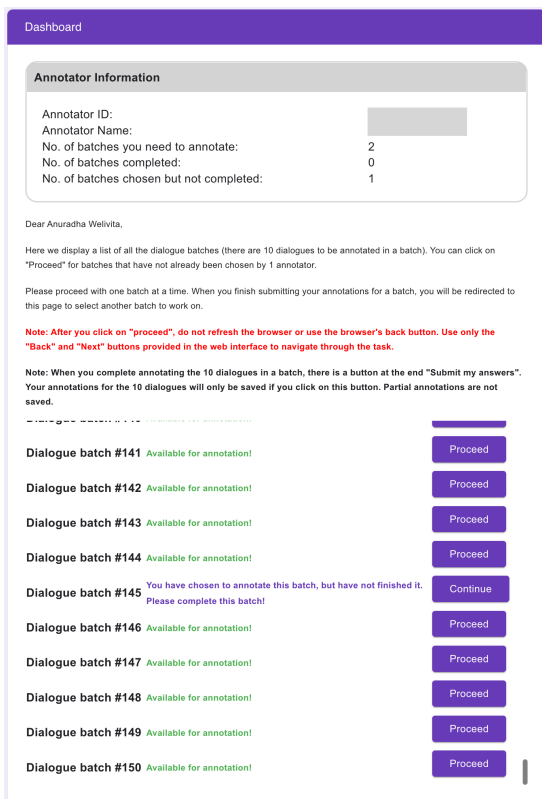 Dashboard
Annotator Information
Annotator ID:
Annotator Name:
No. of batches you need to annotate: 2
No. of batches completed: 0
No. of batches chosen but not completed: 1
Dear Anuradha Welivita,
Here we display a list of all the dialogue batches (there are 10 dialogues to be annotated in a batch). You can click on
"Proceed" for batches that have not already been chosen by 1 annotator.
Please proceed with one batch at a time. When you finish submitting your annotations for a batch, you will be redirected to
this page to select another batch to work on.
Note: After you click on "proceed", do not refresh the browser or use the browser's back button. Use only the
"Back" and "Next" buttons provided in the web interface to navigate through the task.
Note: When you complete annotating the 10 dialogues in a batch, there is a button at the end "Submit my answers".
Your annotations for the 10 dialogues will only be saved if you click on this button. Partial annotations are not
saved.
Dialogue batch #141 Available for annotation! Proceed
Dialogue batch #142 Available for annotation! Proceed
Dialogue batch #143 Available for annotation! Proceed
Dialogue batch #144 Available for annotation! Proceed
Dialogue batch #145 You have chosen to annotate this batch, but have not finished it. Continue
Please complete this batch!
Dialogue batch #146 Available for annotation! Proceed
Dialogue batch #147 Available for annotation! Proceed
Dialogue batch #148 Available for annotation! Proceed
Dialogue batch #149 Available for annotation! Proceed
Dialogue batch #150 Available for annotation! Proceed